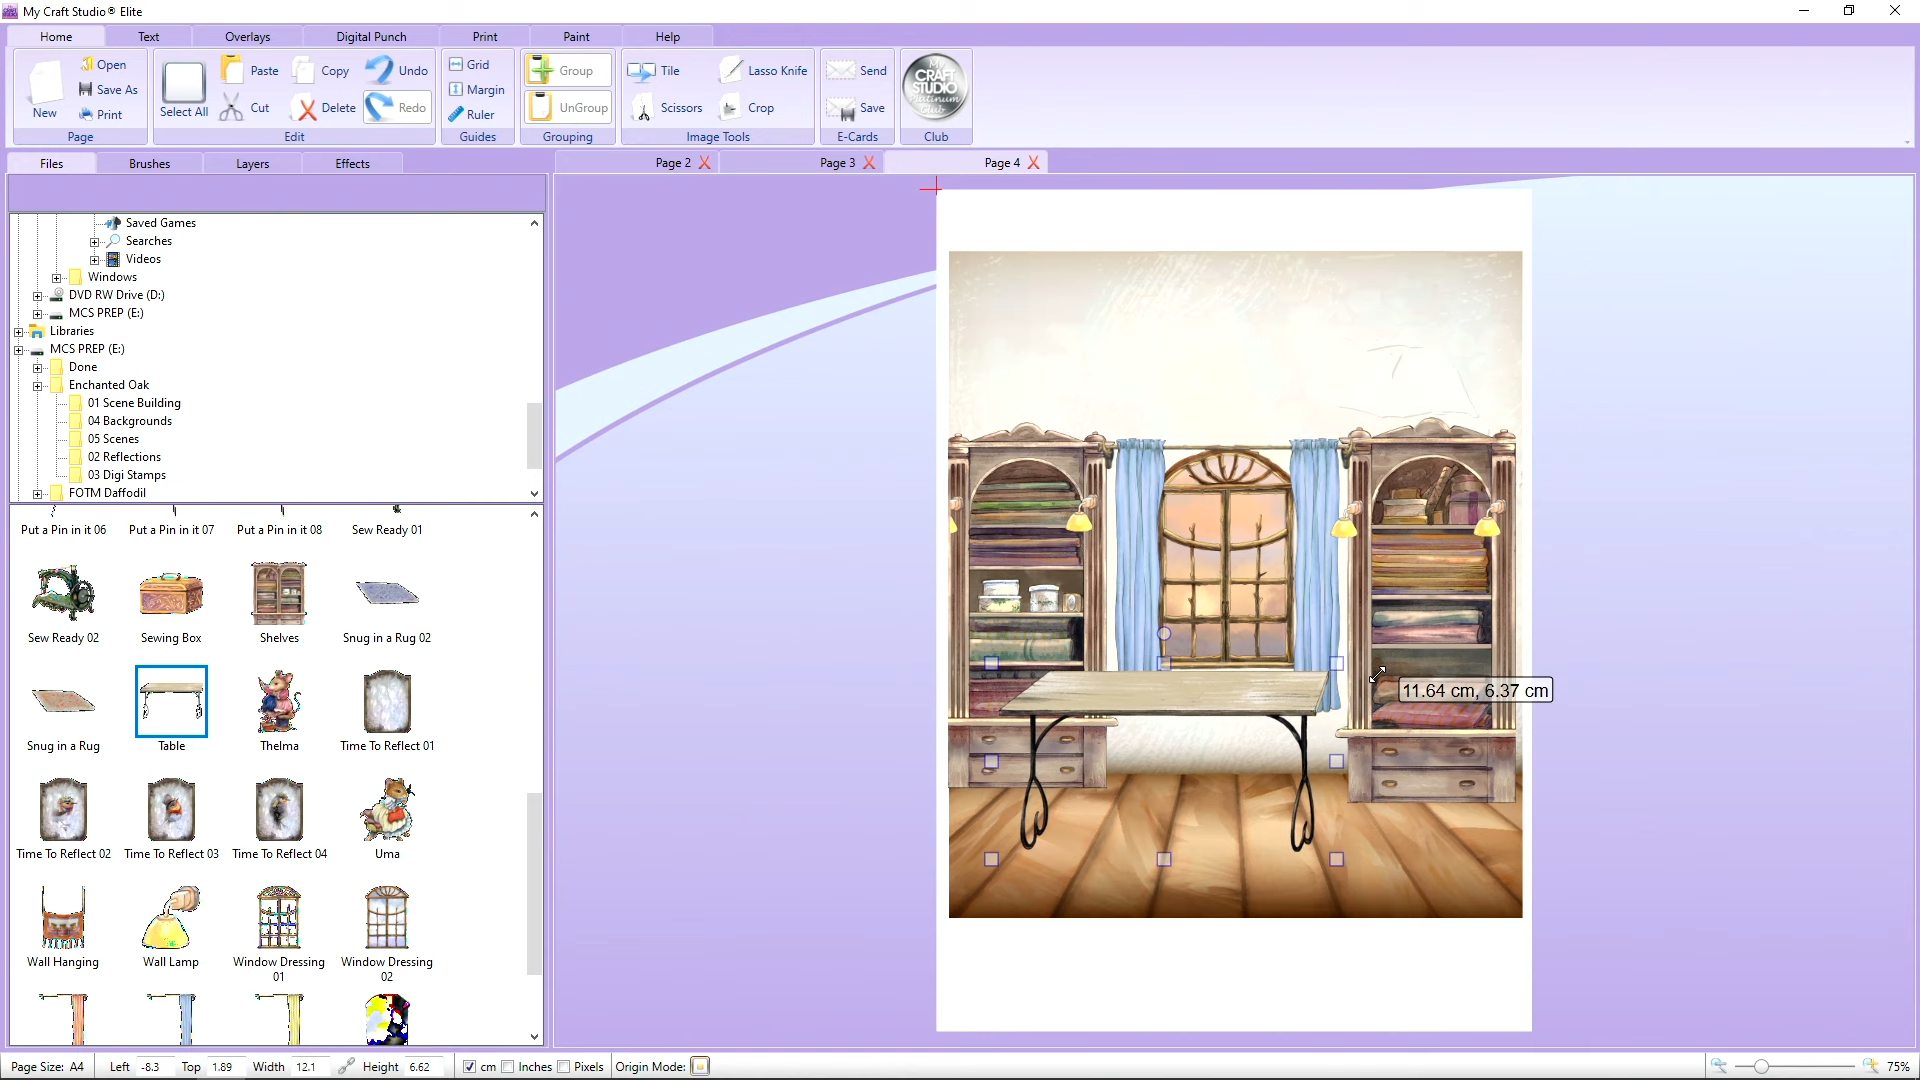 My Craft Studio® Elite
Home Text Overlays Digital Punch Print Paint Help
New Open Save As Print Page
Select All Paste Copy Undo Cut Delete Redo Edit
Grid Margin Ruler Guides
Group UnGroup Grouping
Tile Lasso Knife Scissors Crop Image Tools
Send Save E-Cards
MY CRAFT STUDIO Platinum Club
Club
Files Brushes Layers Effects
Page 2 Page 3 Page 4
Saved Games
Searches
Videos
Windows
DVD RW Drive (D:)
MCS PREP (E:)
Libraries
MCS PREP (E:)
Done
Enchanted Oak
01 Scene Building
04 Backgrounds
05 Scenes
02 Reflections
03 Digi Stamps
FOTM Daffodil
Put a Pin in it 06 Put a Pin in it 07 Put a Pin in it 08 Sew Ready 01
Sew Ready 02 Sewing Box Shelves Snug in a Rug 02
Snug in a Rug Table Thelma Time To Reflect 01
Time To Reflect 02 Time To Reflect 03 Time To Reflect 04 Uma
Wall Hanging Wall Lamp Window Dressing 01 Window Dressing 02
11.64 cm, 6.37 cm
Page Size: A4 Left -8.3 Top 1.89 Width 12.1 Height 6.62 cm Inches Pixels Origin Mode: 75%